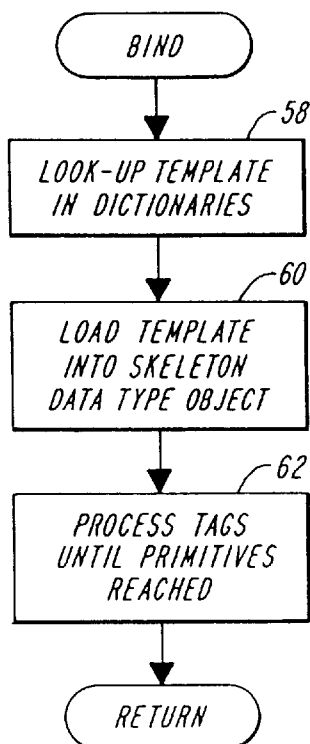 BIND
58
LOOK-UP TEMPLATE
IN DICTIONARIES
60
LOAD TEMPLATE
INTO SKELETON
DATA TYPE OBJECT
62
PROCESS TAGS
UNTIL PRIMITIVES
REACHED
RETURN